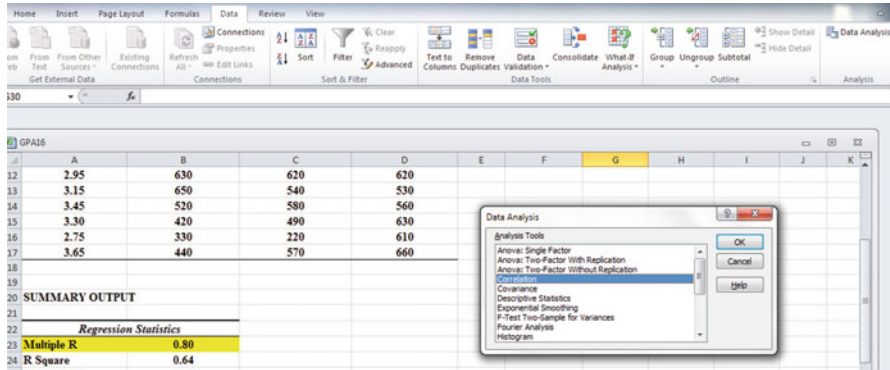 Home Insert Page Layout Formulas Data Review View
Connections Clear Show Detail Data Analysis
Properties Reapply Hide Detail
Edit Links Advanced
From Text From Other Sources Existing Connections Refresh All Sort Filter Text to Columns Remove Duplicates Data Validation Consolidate What-If Analysis Group Ungroup Subtotal
Get External Data Connections Sort & Filter Data Tools Outline Analysis
fx
GPA16
A B C D E F G H I J K
12 2.95 630 620 620
13 3.15 650 540 530
14 3.45 520 580 560
15 3.30 420 490 630
16 2.75 330 220 610
17 3.65 440 570 660
18
19
20 SUMMARY OUTPUT
21
22 Regression Statistics
23 Multiple R 0.80
24 R Square 0.64
Data Analysis
Analysis Tools
Anova: Single Factor
Anova: Two-Factor With Replication
Anova: Two-Factor Without Replication
Correlation
Covariance
Descriptive Statistics
Exponential Smoothing
F-Test Two-Sample for Variances
Fourier Analysis
Histogram
OK
Cancel
Help